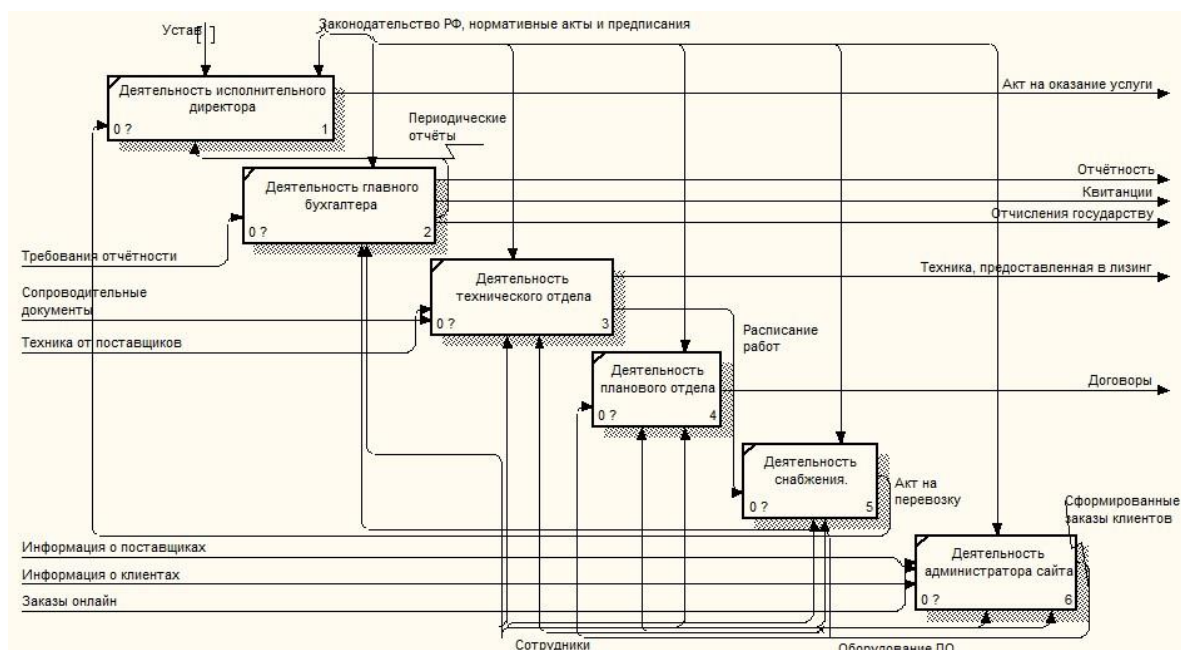 Законодательство РФ, нормативные акты и предписания
Устав
Деятельность исполнительного
директора
0 ?
1
Акт на оказание услуги
Периодические
отчёты
Деятельность главного
бухгалтера
0 ?
2
Отчётность
Квитанции
Отчисления государству
Требования отчётности
Деятельность
технического отдела
0 ?
3
Техника, предоставленная в лизинг
Сопроводительные
документы
Техника от поставщиков
Расписание
работ
Деятельность
планового отдела
0 ?
4
Договоры
Деятельность
снабжения.
0 ?
5
Акт на
перевозку
Сформированные
заказы клиентов
Информация о поставщиках
Информация о клиентах
Заказы онлайн
Деятельность
администратора сайта
0 ?
6
Сотрудники
Оборудование,ПО